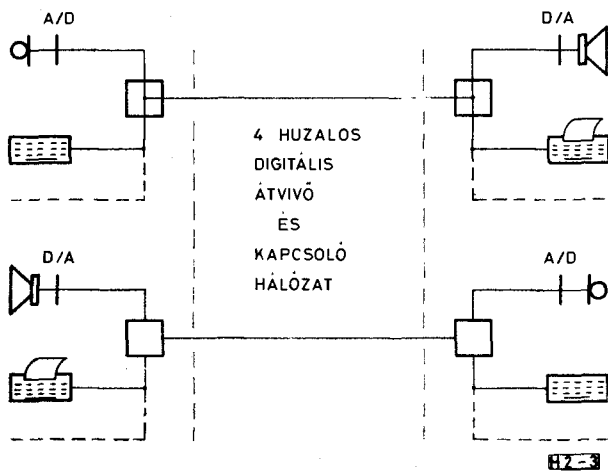 A/D
D/A
4 HUZALOS
DIGITÁLIS
ÁTVIVŐ
ÉS
KAPCSOLÓ
HÁLÓZAT
D/A
A/D
H2-3